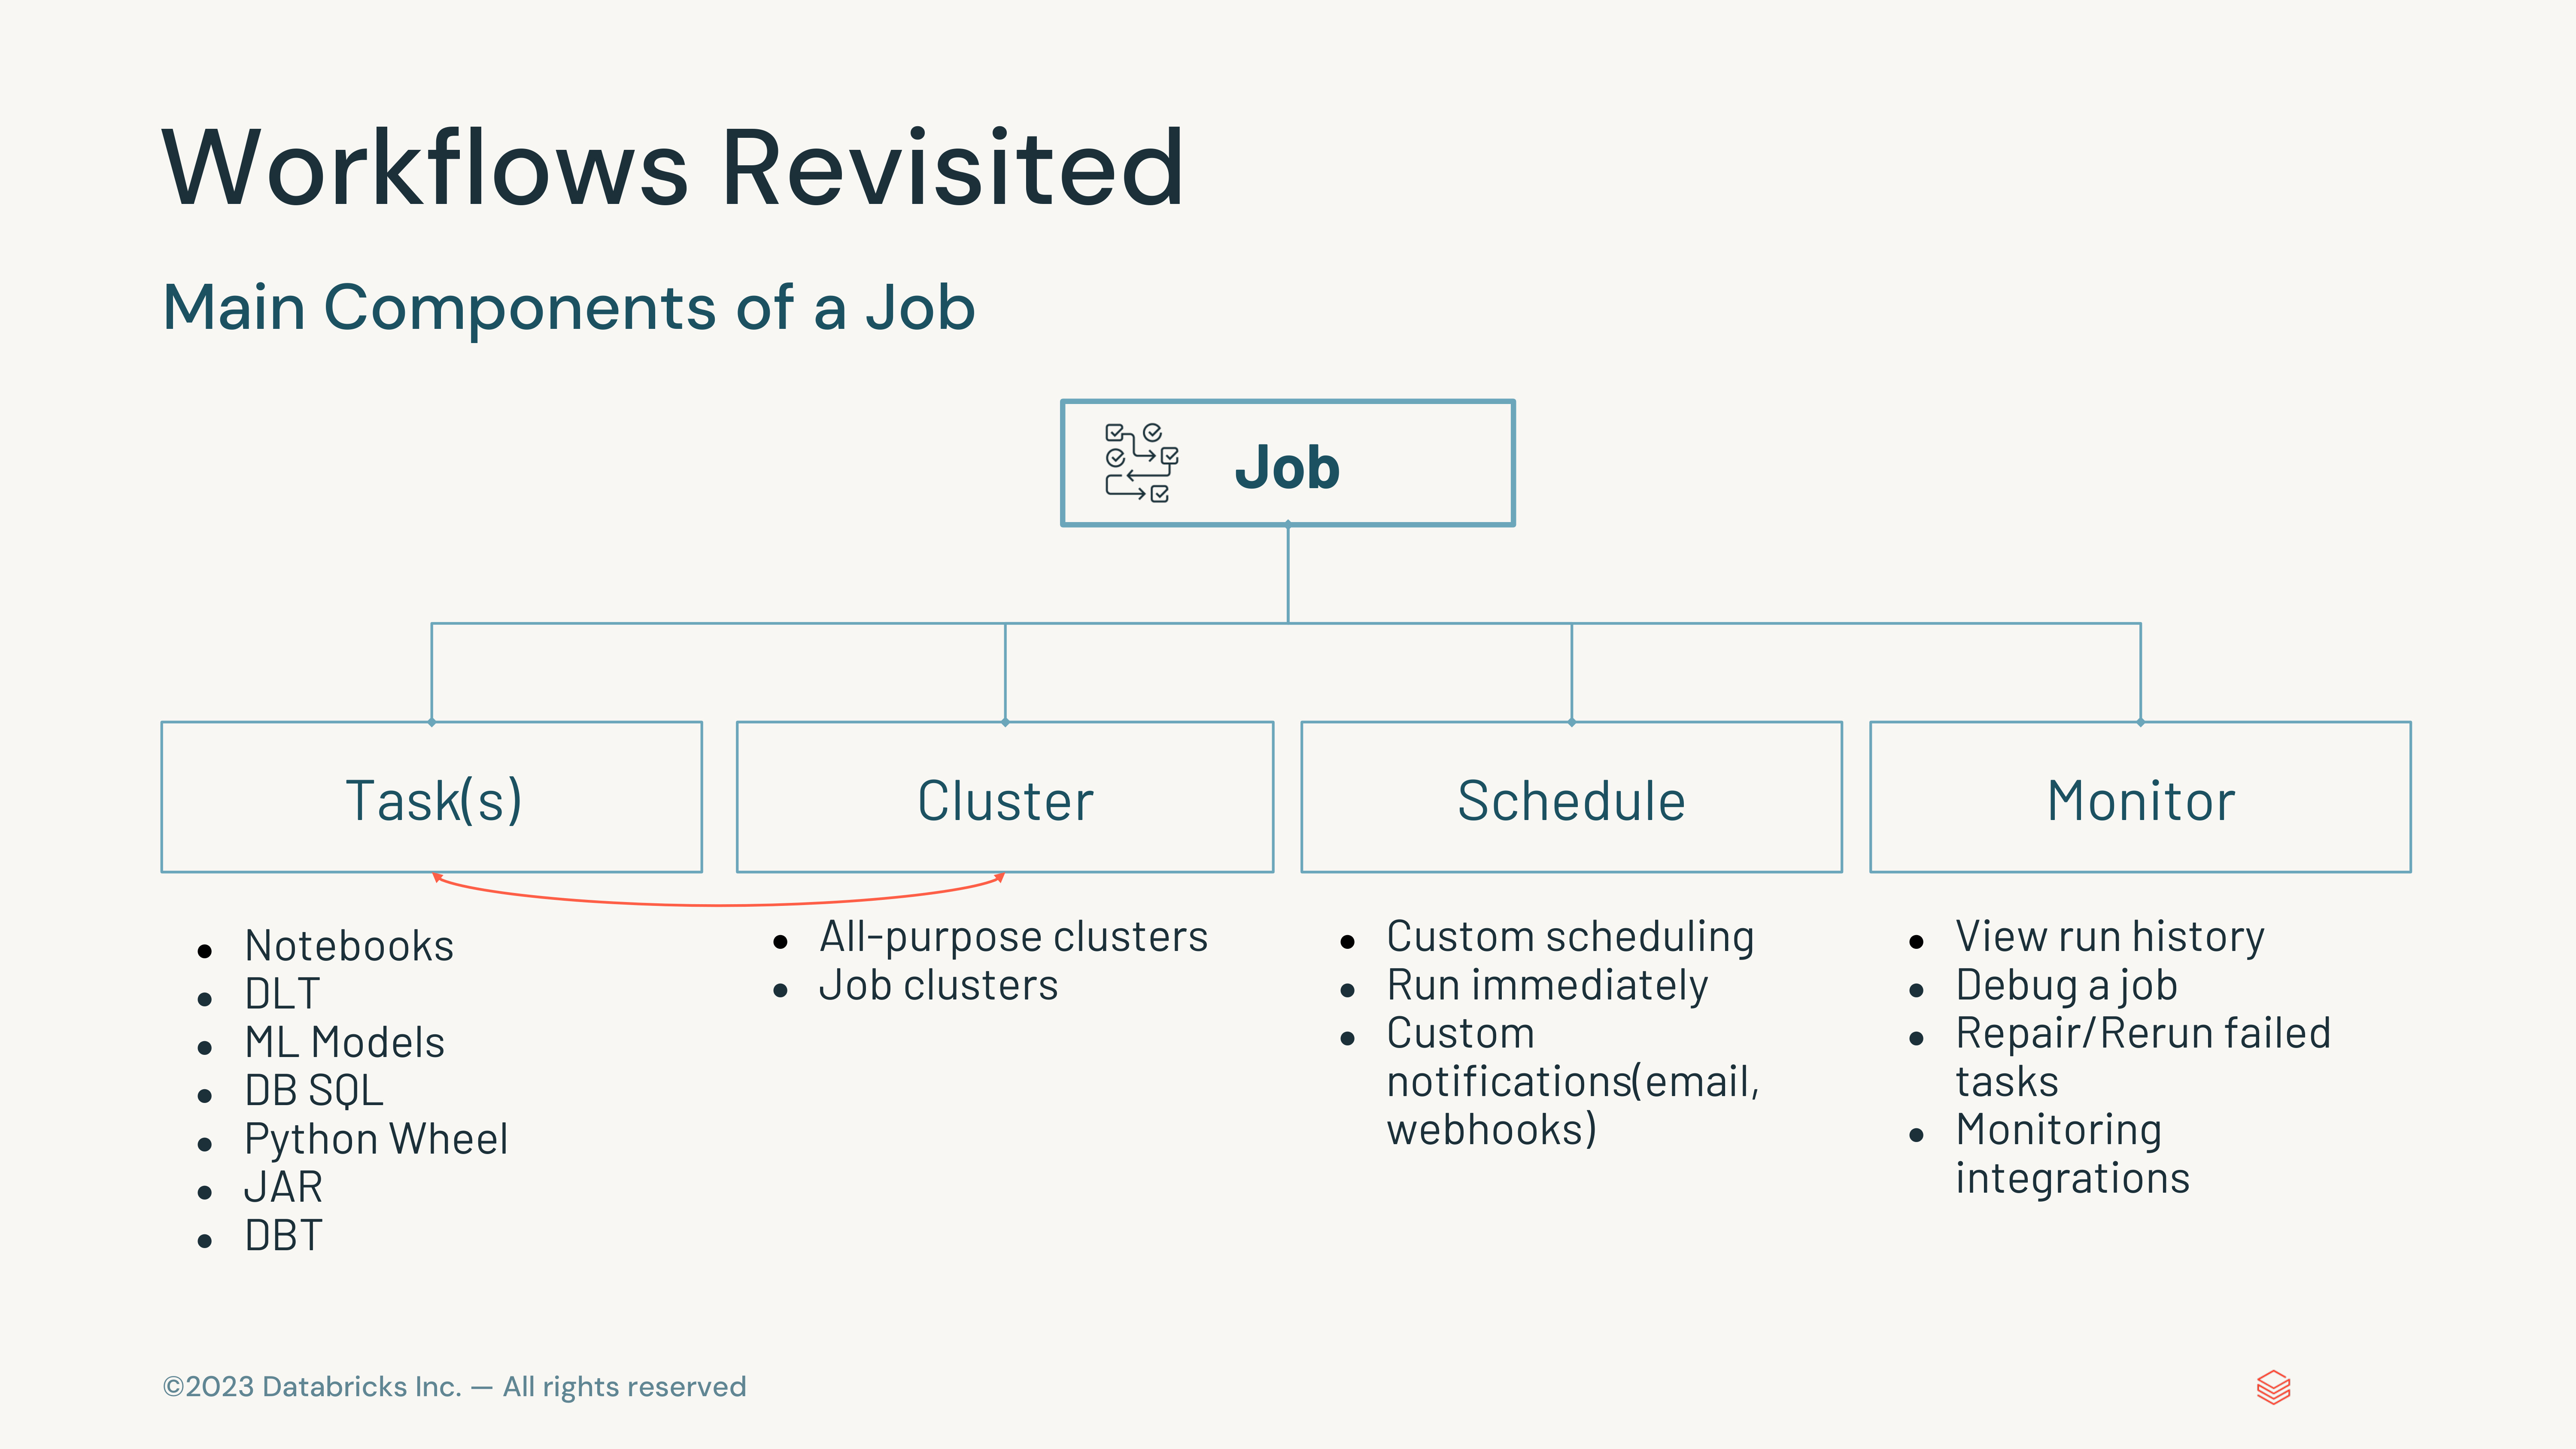 Workflows Revisited
Main Components of a Job
Job
Task(s)
Cluster
Schedule
Monitor
● Notebooks
● DLT
● ML Models
● DB SQL
● Python Wheel
● JAR
● DBT
● All-purpose clusters
● Job clusters
● Custom scheduling
● Run immediately
● Custom
notifications(email,
webhooks)
● View run history
● Debug a job
● Repair/Rerun failed
tasks
● Monitoring
integrations
©2023 Databricks Inc. — All rights reserved